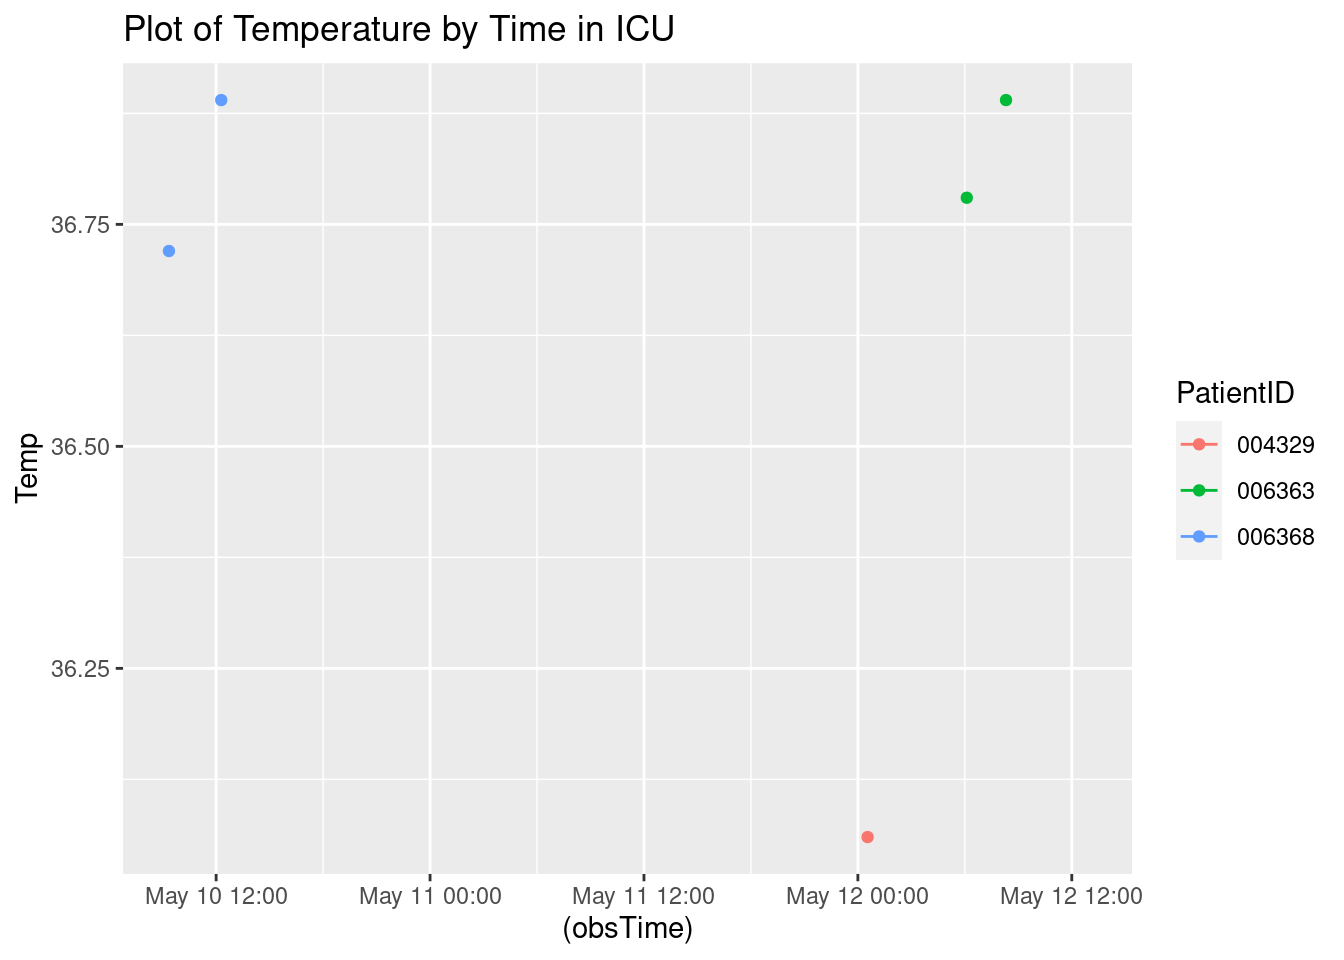 Plot of Temperature by Time in ICU
36.75
36.50
36.25
Temp
May 10 12:00
May 11 00:00
May 11 12:00
May 12 00:00
May 12 12:00
(obsTime)
PatientID
004329
006363
006368